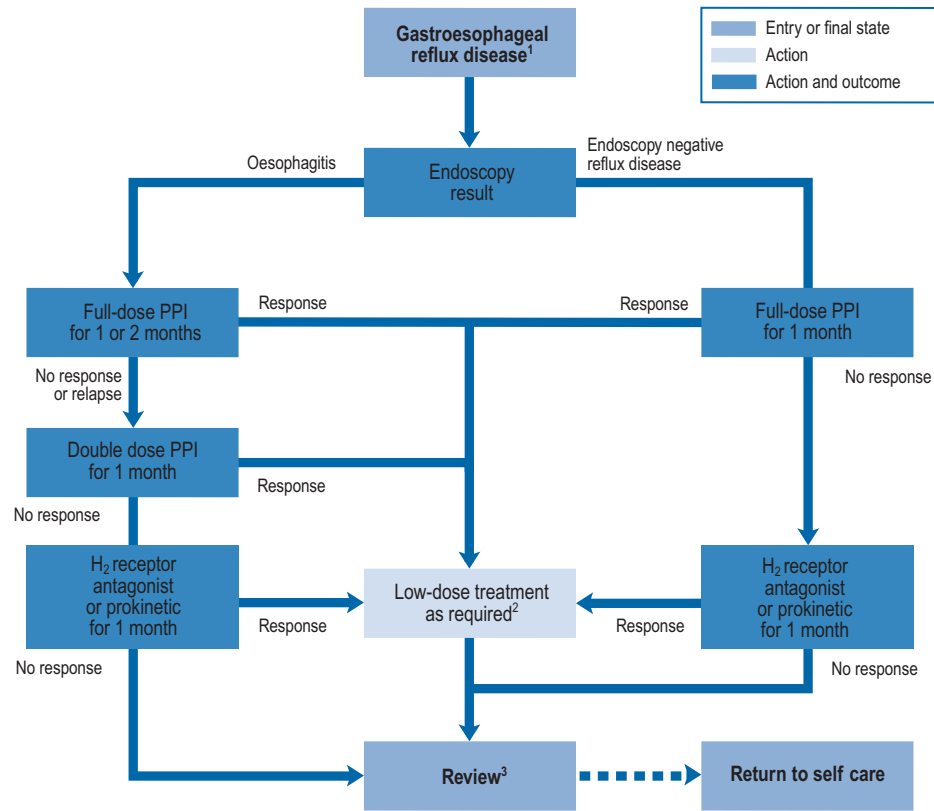 Gastroesophageal
reflux disease¹
Entry or final state
Action
Action and outcome
Oesophagitis
Endoscopy negative
reflux disease
Endoscopy
result
Full-dose PPI
for 1 or 2 months
Response
Response
Full-dose PPI
for 1 month
No response
or relapse
No response
Double dose PPI
for 1 month
Response
No response
H₂ receptor
antagonist
or prokinetic
for 1 month
Response
Low-dose treatment
as required²
Response
H₂ receptor
antagonist
or prokinetic
for 1 month
No response
No response
Review³
Return to self care